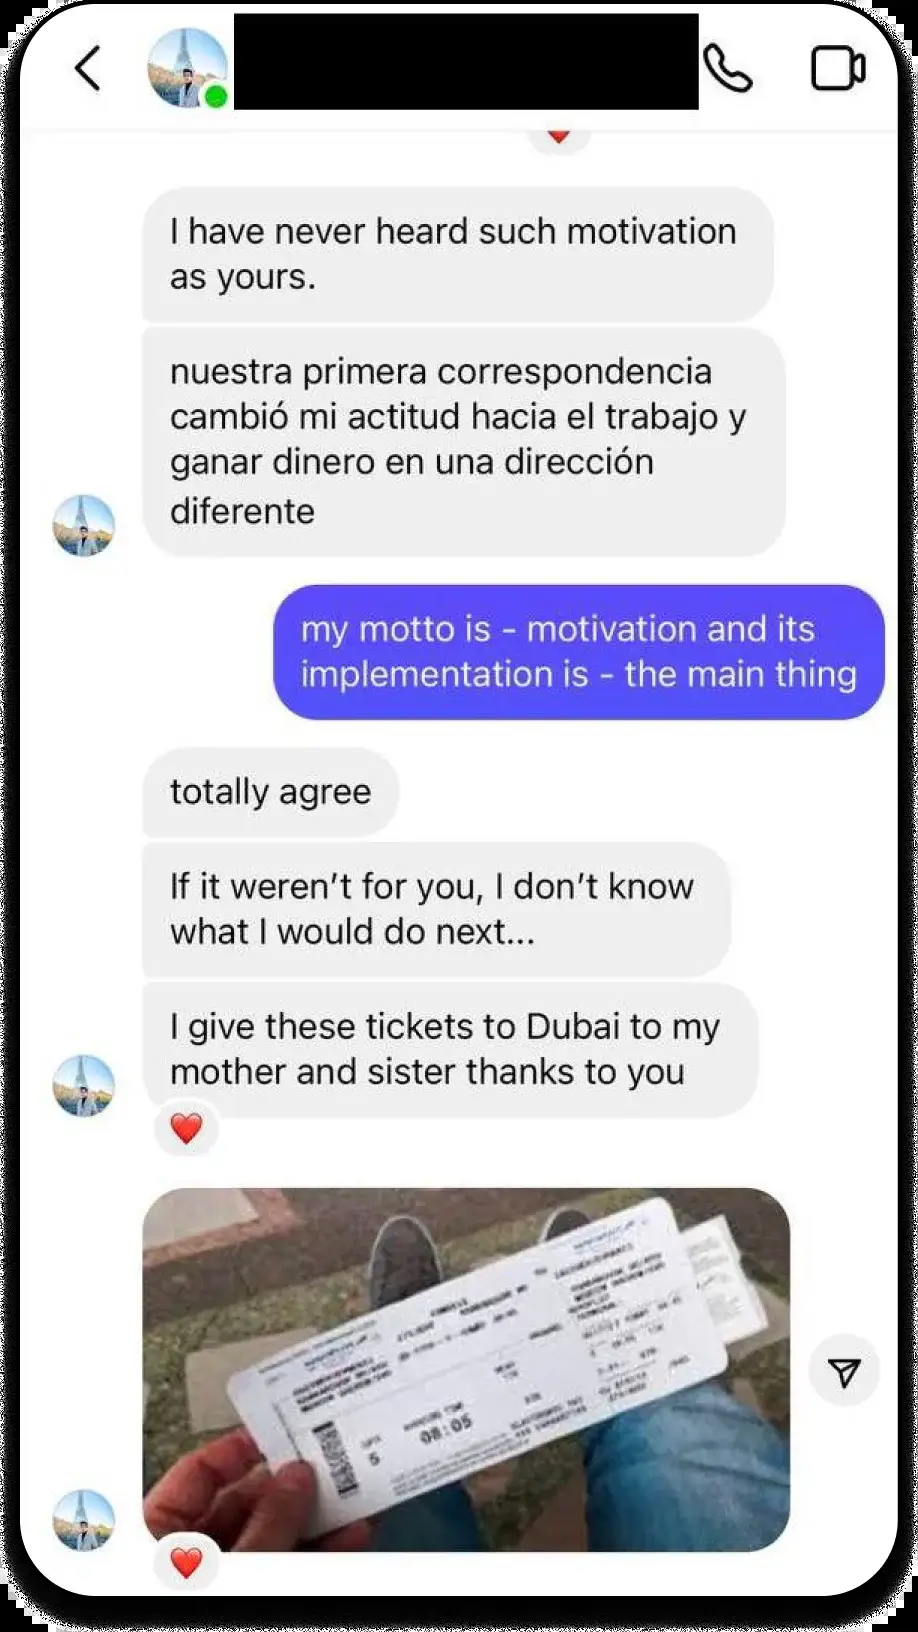 I have never heard such motivation
as yours.
nuestra primera correspondencia
cambió mi actitud hacia el trabajo y
ganar dinero en una dirección
diferente
my motto is - motivation and its
implementation is - the main thing
totally agree
If it weren't for you, I don't know
what I would do next...
I give these tickets to Dubai to my
mother and sister thanks to you
08:05
5